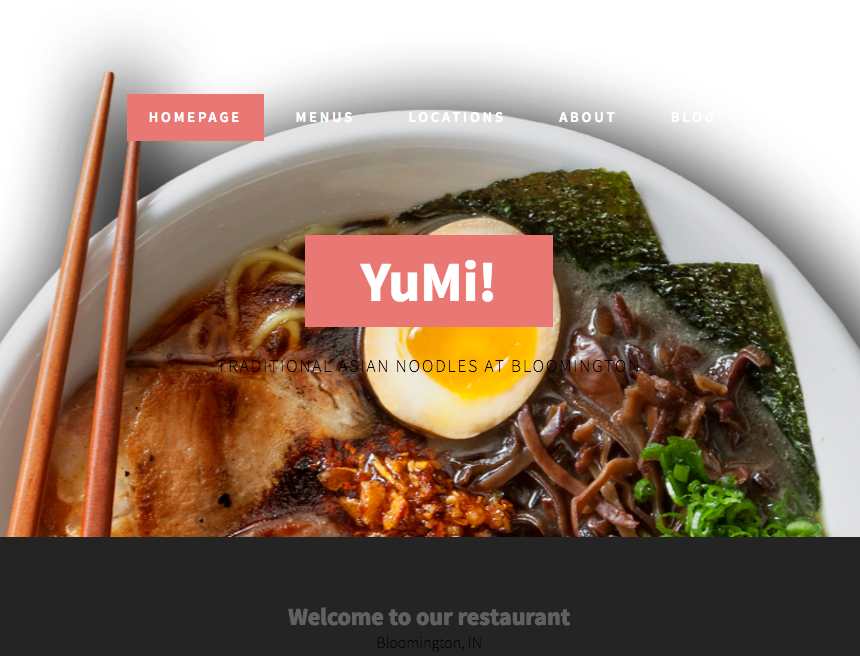 HOMEPAGE MENUS LOCATIONS ABOUT BLOG
YuMi!
TRADITIONAL ASIAN NOODLES AT BLOOMINGTON
Welcome to our restaurant
Bloomington, IN